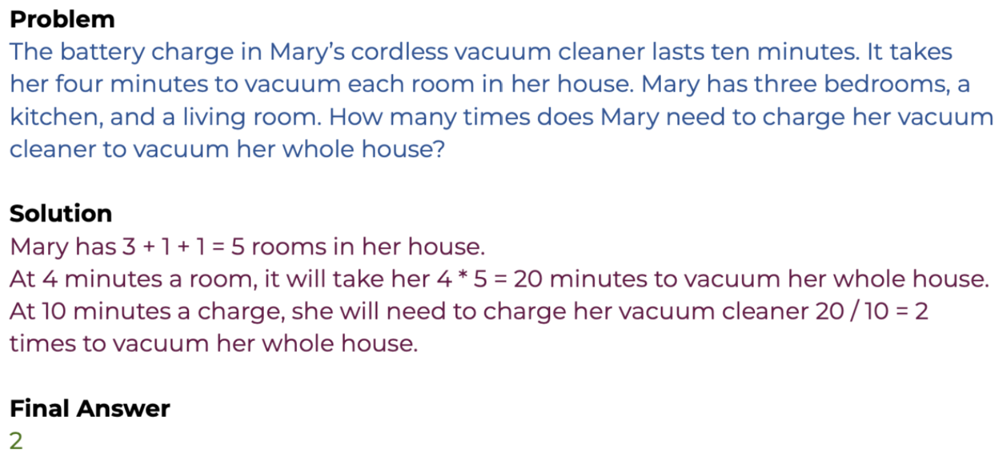 Problem
The battery charge in Mary’s cordless vacuum cleaner lasts ten minutes. It takes
her four minutes to vacuum each room in her house. Mary has three bedrooms, a
kitchen, and a living room. How many times does Mary need to charge her vacuum
cleaner to vacuum her whole house?
Solution
Mary has 3 + 1 + 1 = 5 rooms in her house.
At 4 minutes a room, it will take her 4 * 5 = 20 minutes to vacuum her whole house.
At 10 minutes a charge, she will need to charge her vacuum cleaner 20 / 10 = 2
times to vacuum her whole house.
Final Answer
2